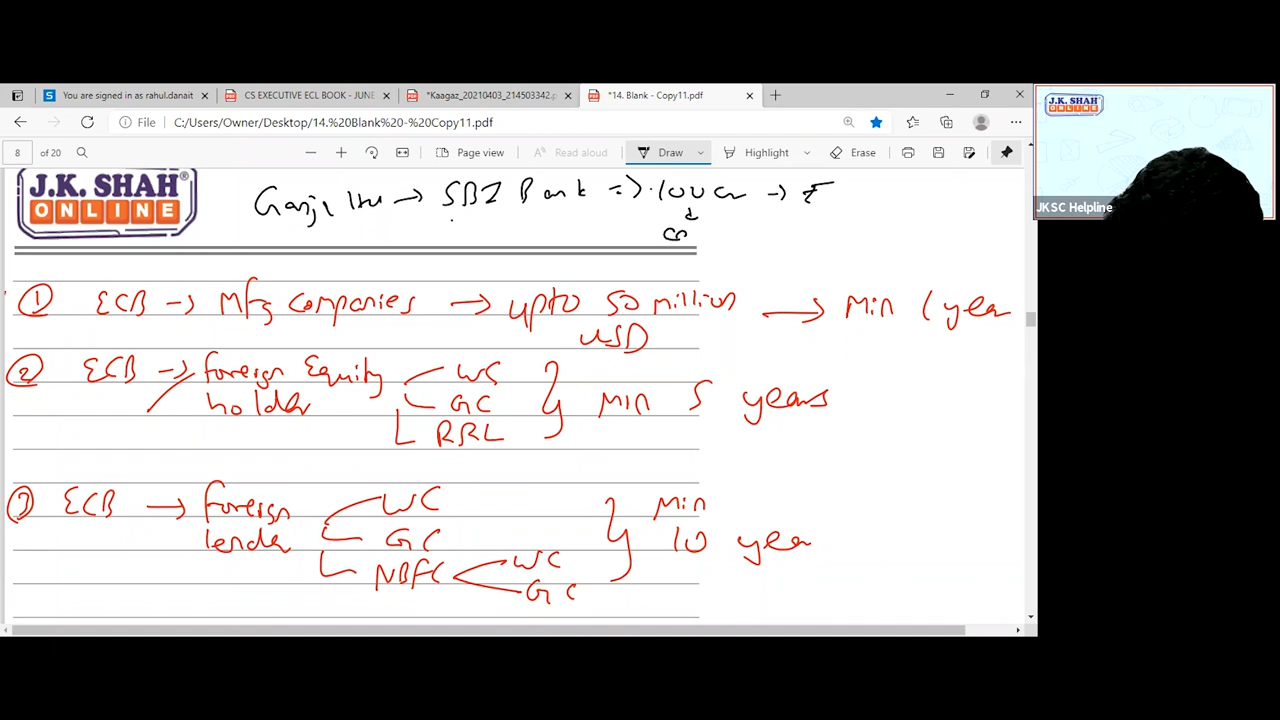 You are signed in as rahul.danait
CS EXECUTIVE ECL BOOK - JUNE
*Kaagaz_20210403_214503342.p
*14. Blank - Copy11.pdf
File C:/Users/Owner/Desktop/14.%20Blank%20-%20Copy11.pdf
8 of 20
Page view
Read aloud
Draw
Highlight
Erase
J.K. SHAH
ONLINE
→ SBI Bank => 100 Cr → ₹
① ECB → Mfg companies → upto 50 million USD → Min 1 year
② ECB → Foreign Equity holder
WC
GC
RRL
Min 5 years
③ ECB → foreign lender
WC
GC
NBFC
WC
GC
Min 10 year
J.K. SHAH
ONLINE
JKSC Helpline